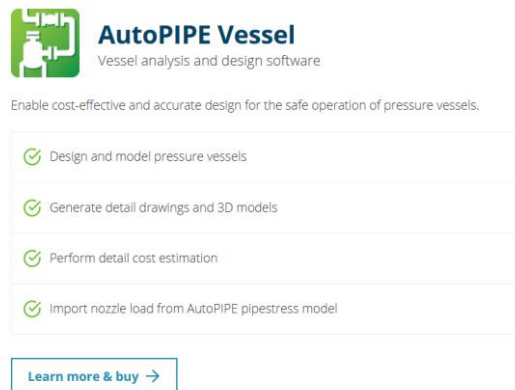 AutoPIPE Vessel
Vessel analysis and design software
Enable cost-effective and accurate design for the safe operation of pressure vessels.
Design and model pressure vessels
Generate detail drawings and 3D models
Perform detail cost estimation
Import nozzle load from AutoPIPE pipestress model
Learn more & buy →